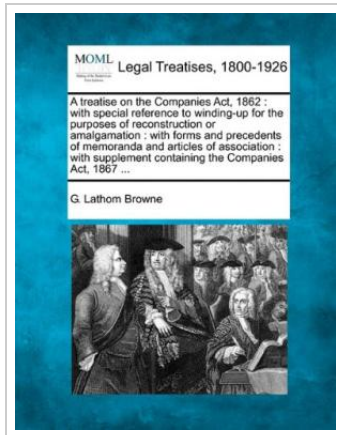 MOML Legal Treatises, 1800-1926
A treatise on the Companies Act, 1862 :
with special reference to winding-up for the
purposes of reconstruction or
amalgamation : with forms and precedents
of memoranda and articles of association :
with supplement containing the Companies
Act, 1867 ...
G. Lathom Browne